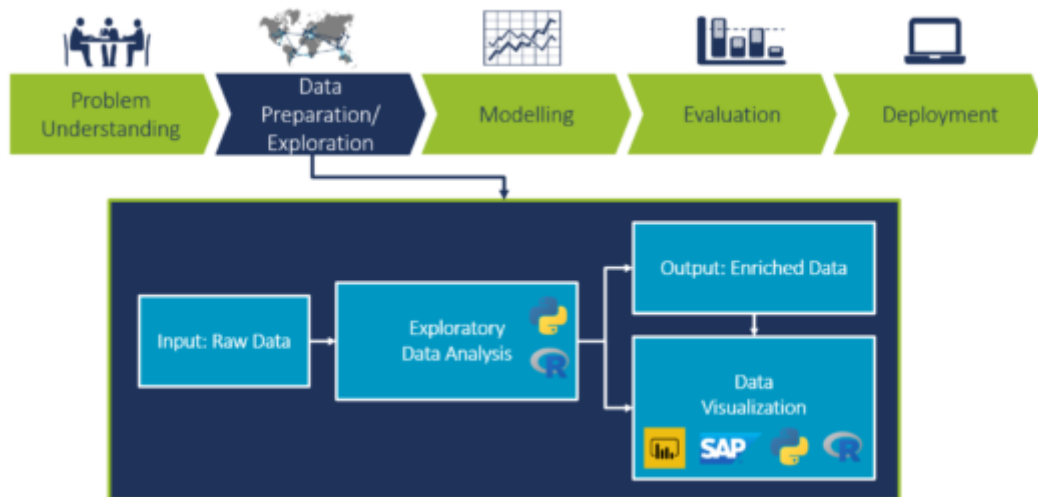 Problem
Understanding
Data
Preparation/
Exploration
Modelling
Evaluation
Deployment
Input: Raw Data
Exploratory
Data Analysis
R
Output: Enriched Data
Data
Visualization
SAP
R